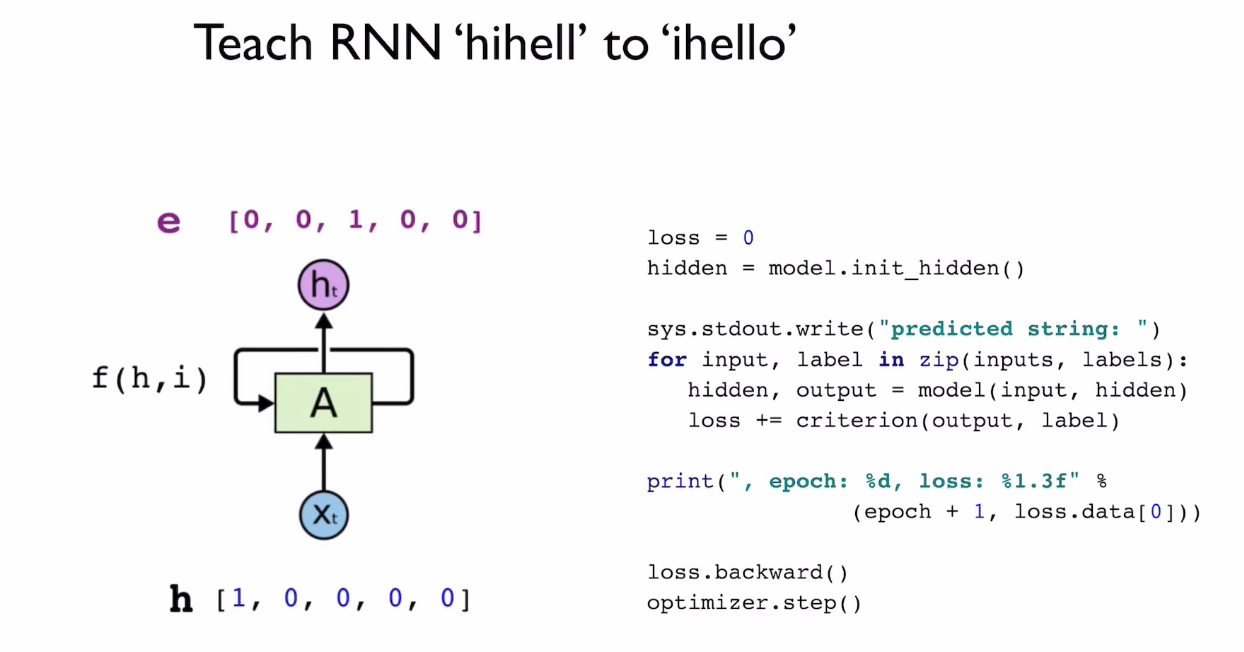 Teach RNN ‘hihell’ to ‘ihello’
e [0, 0, 1, 0, 0]
ht
f(h,i)
A
Xt
h [1, 0, 0, 0, 0]
loss = 0
hidden = model.init_hidden()
sys.stdout.write("predicted string: ")
for input, label in zip(inputs, labels):
hidden, output = model(input, hidden)
loss += criterion(output, label)
print(", epoch: %d, loss: %1.3f" %
(epoch + 1, loss.data[0]))
loss.backward()
optimizer.step()